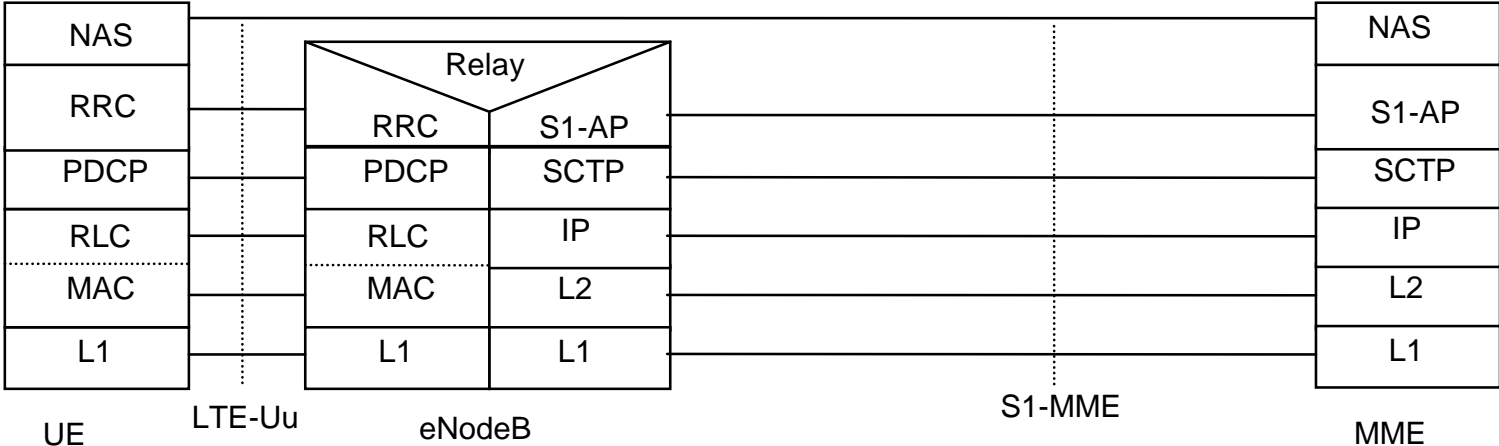 NAS
NAS
Relay
RRC
RRC
S1-AP
S1-AP
PDCP
PDCP
SCTP
SCTP
RLC
RLC
IP
IP
MAC
MAC
L2
L2
L1
L1
L1
L1
UE
LTE-Uu
eNodeB
S1-MME
MME